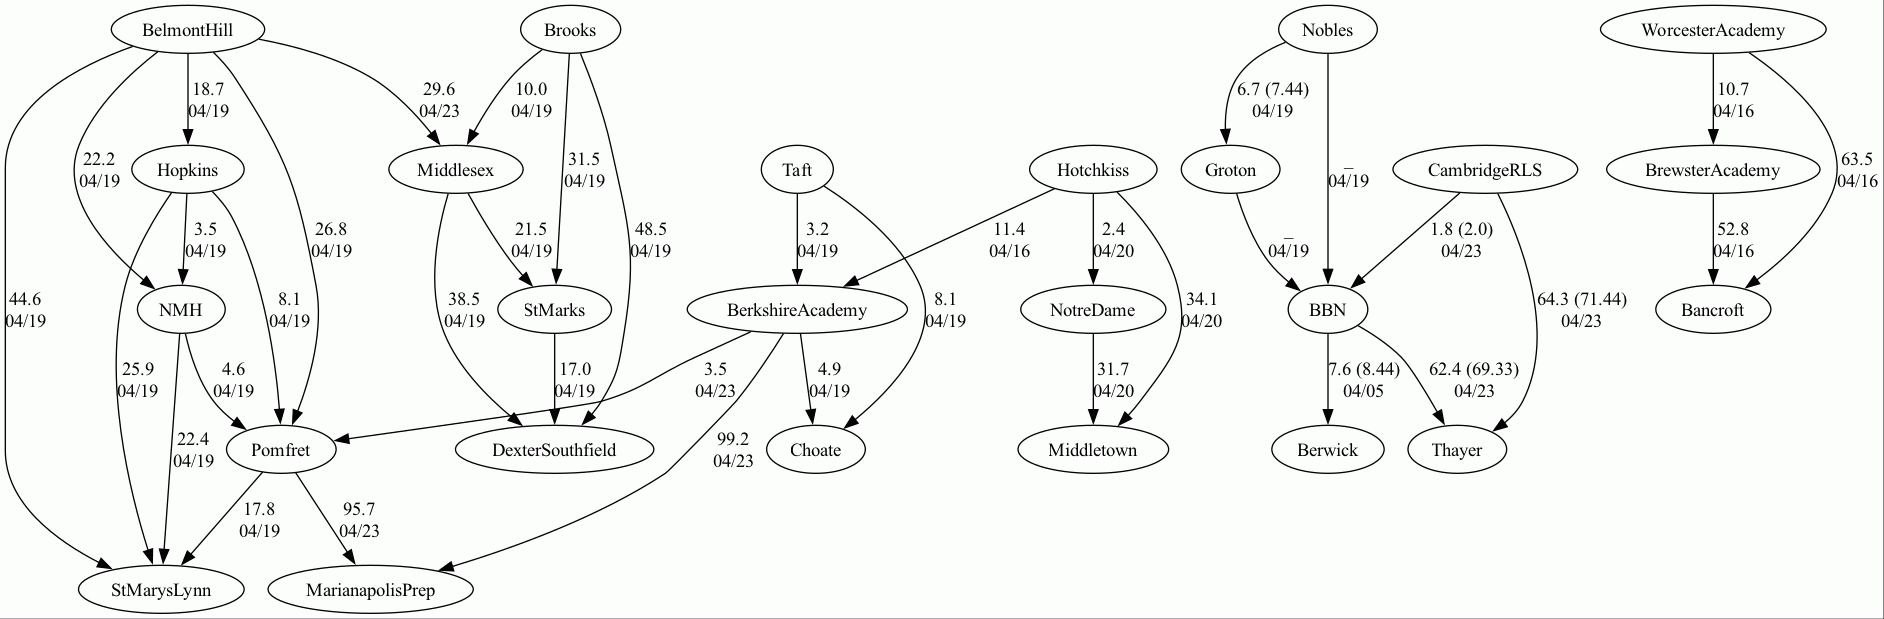 BelmontHill
Brooks
Nobles
WorcesterAcademy
18.7
04/19
29.6
04/23
10.0
04/19
6.7 (7.44)
04/19
10.7
04/16
22.2
04/19
Hopkins
Middlesex
31.5
04/19
Taft
Hotchkiss
Groton
–
04/19
CambridgeRLS
BrewsterAcademy
63.5
04/16
3.5
04/19
26.8
04/19
21.5
04/19
48.5
04/19
3.2
04/19
11.4
04/16
2.4
04/20
–
04/19
1.8 (2.0)
04/23
52.8
04/16
44.6
04/19
NMH
8.1
04/19
38.5
04/19
StMarks
BerkshireAcademy
8.1
04/19
NotreDame
34.1
04/20
BBN
64.3 (71.44)
04/23
Bancroft
25.9
04/19
4.6
04/19
17.0
04/19
3.5
04/23
4.9
04/19
31.7
04/20
7.6 (8.44)
04/05
62.4 (69.33)
04/23
22.4
04/19
Pomfret
DexterSouthfield
99.2
04/23
Choate
Middletown
Berwick
Thayer
17.8
04/19
95.7
04/23
StMarysLynn
MarianapolisPrep